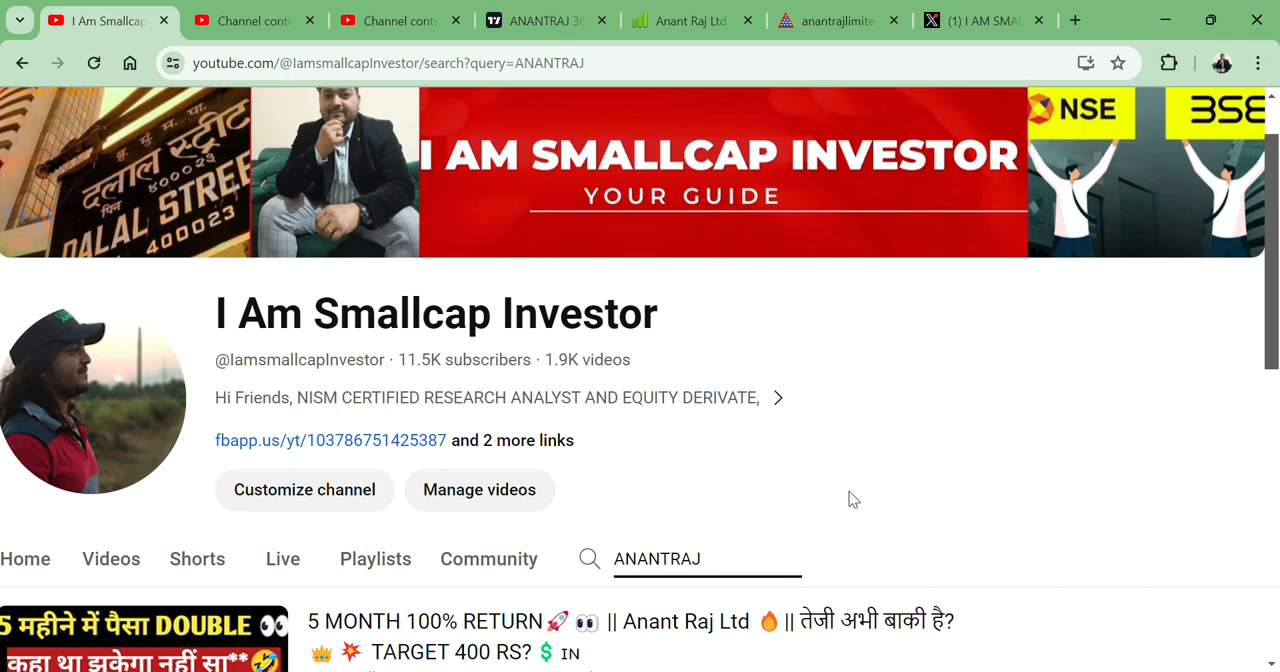 I Am Smallcap
Channel conte
Channel conte
ANANTRAJ 36
Anant Raj Ltd
anantrajlimite
(1) I AM SMAL
youtube.com/@IamsmallcapInvestor/search?query=ANANTRAJ
मुं. म. पा.
दलाल स्ट्रीट
पिन ४०००२३
DALAL STREET
400023
I AM SMALLCAP INVESTOR
YOUR GUIDE
NSE
BSE
I Am Smallcap Investor
@IamsmallcapInvestor · 11.5K subscribers · 1.9K videos
Hi Friends, NISM CERTIFIED RESEARCH ANALYST AND EQUITY DERIVATE,
fbapp.us/yt/103786751425387 and 2 more links
Customize channel Manage videos
Home Videos Shorts Live Playlists Community ANANTRAJ
5 महीने में पैसा DOUBLE 👀
कहा था झुकेगा नहीं सा** 🤣
5 MONTH 100% RETURN🚀 👀 || Anant Raj Ltd 🔥 || तेजी अभी बाकी है?
👑 💥 TARGET 400 RS? 💲 IN